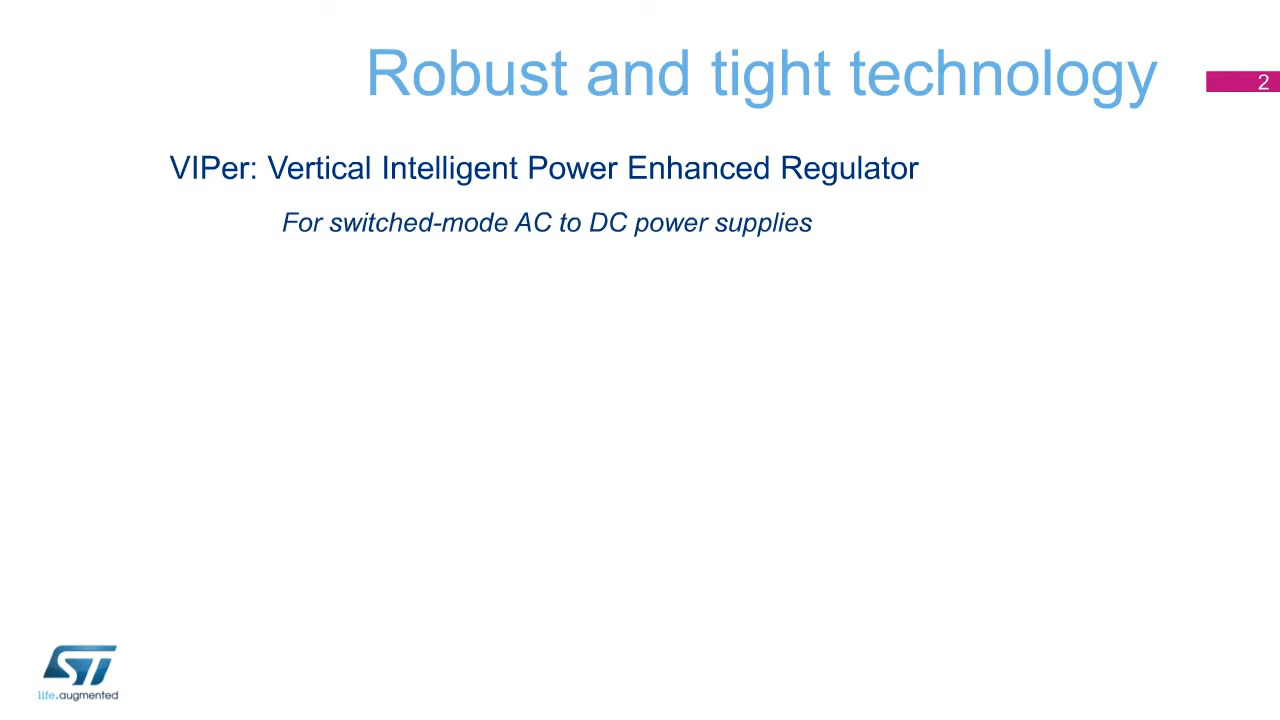 Robust and tight technology
2
VIPer: Vertical Intelligent Power Enhanced Regulator
For switched-mode AC to DC power supplies
ST
life.augmented